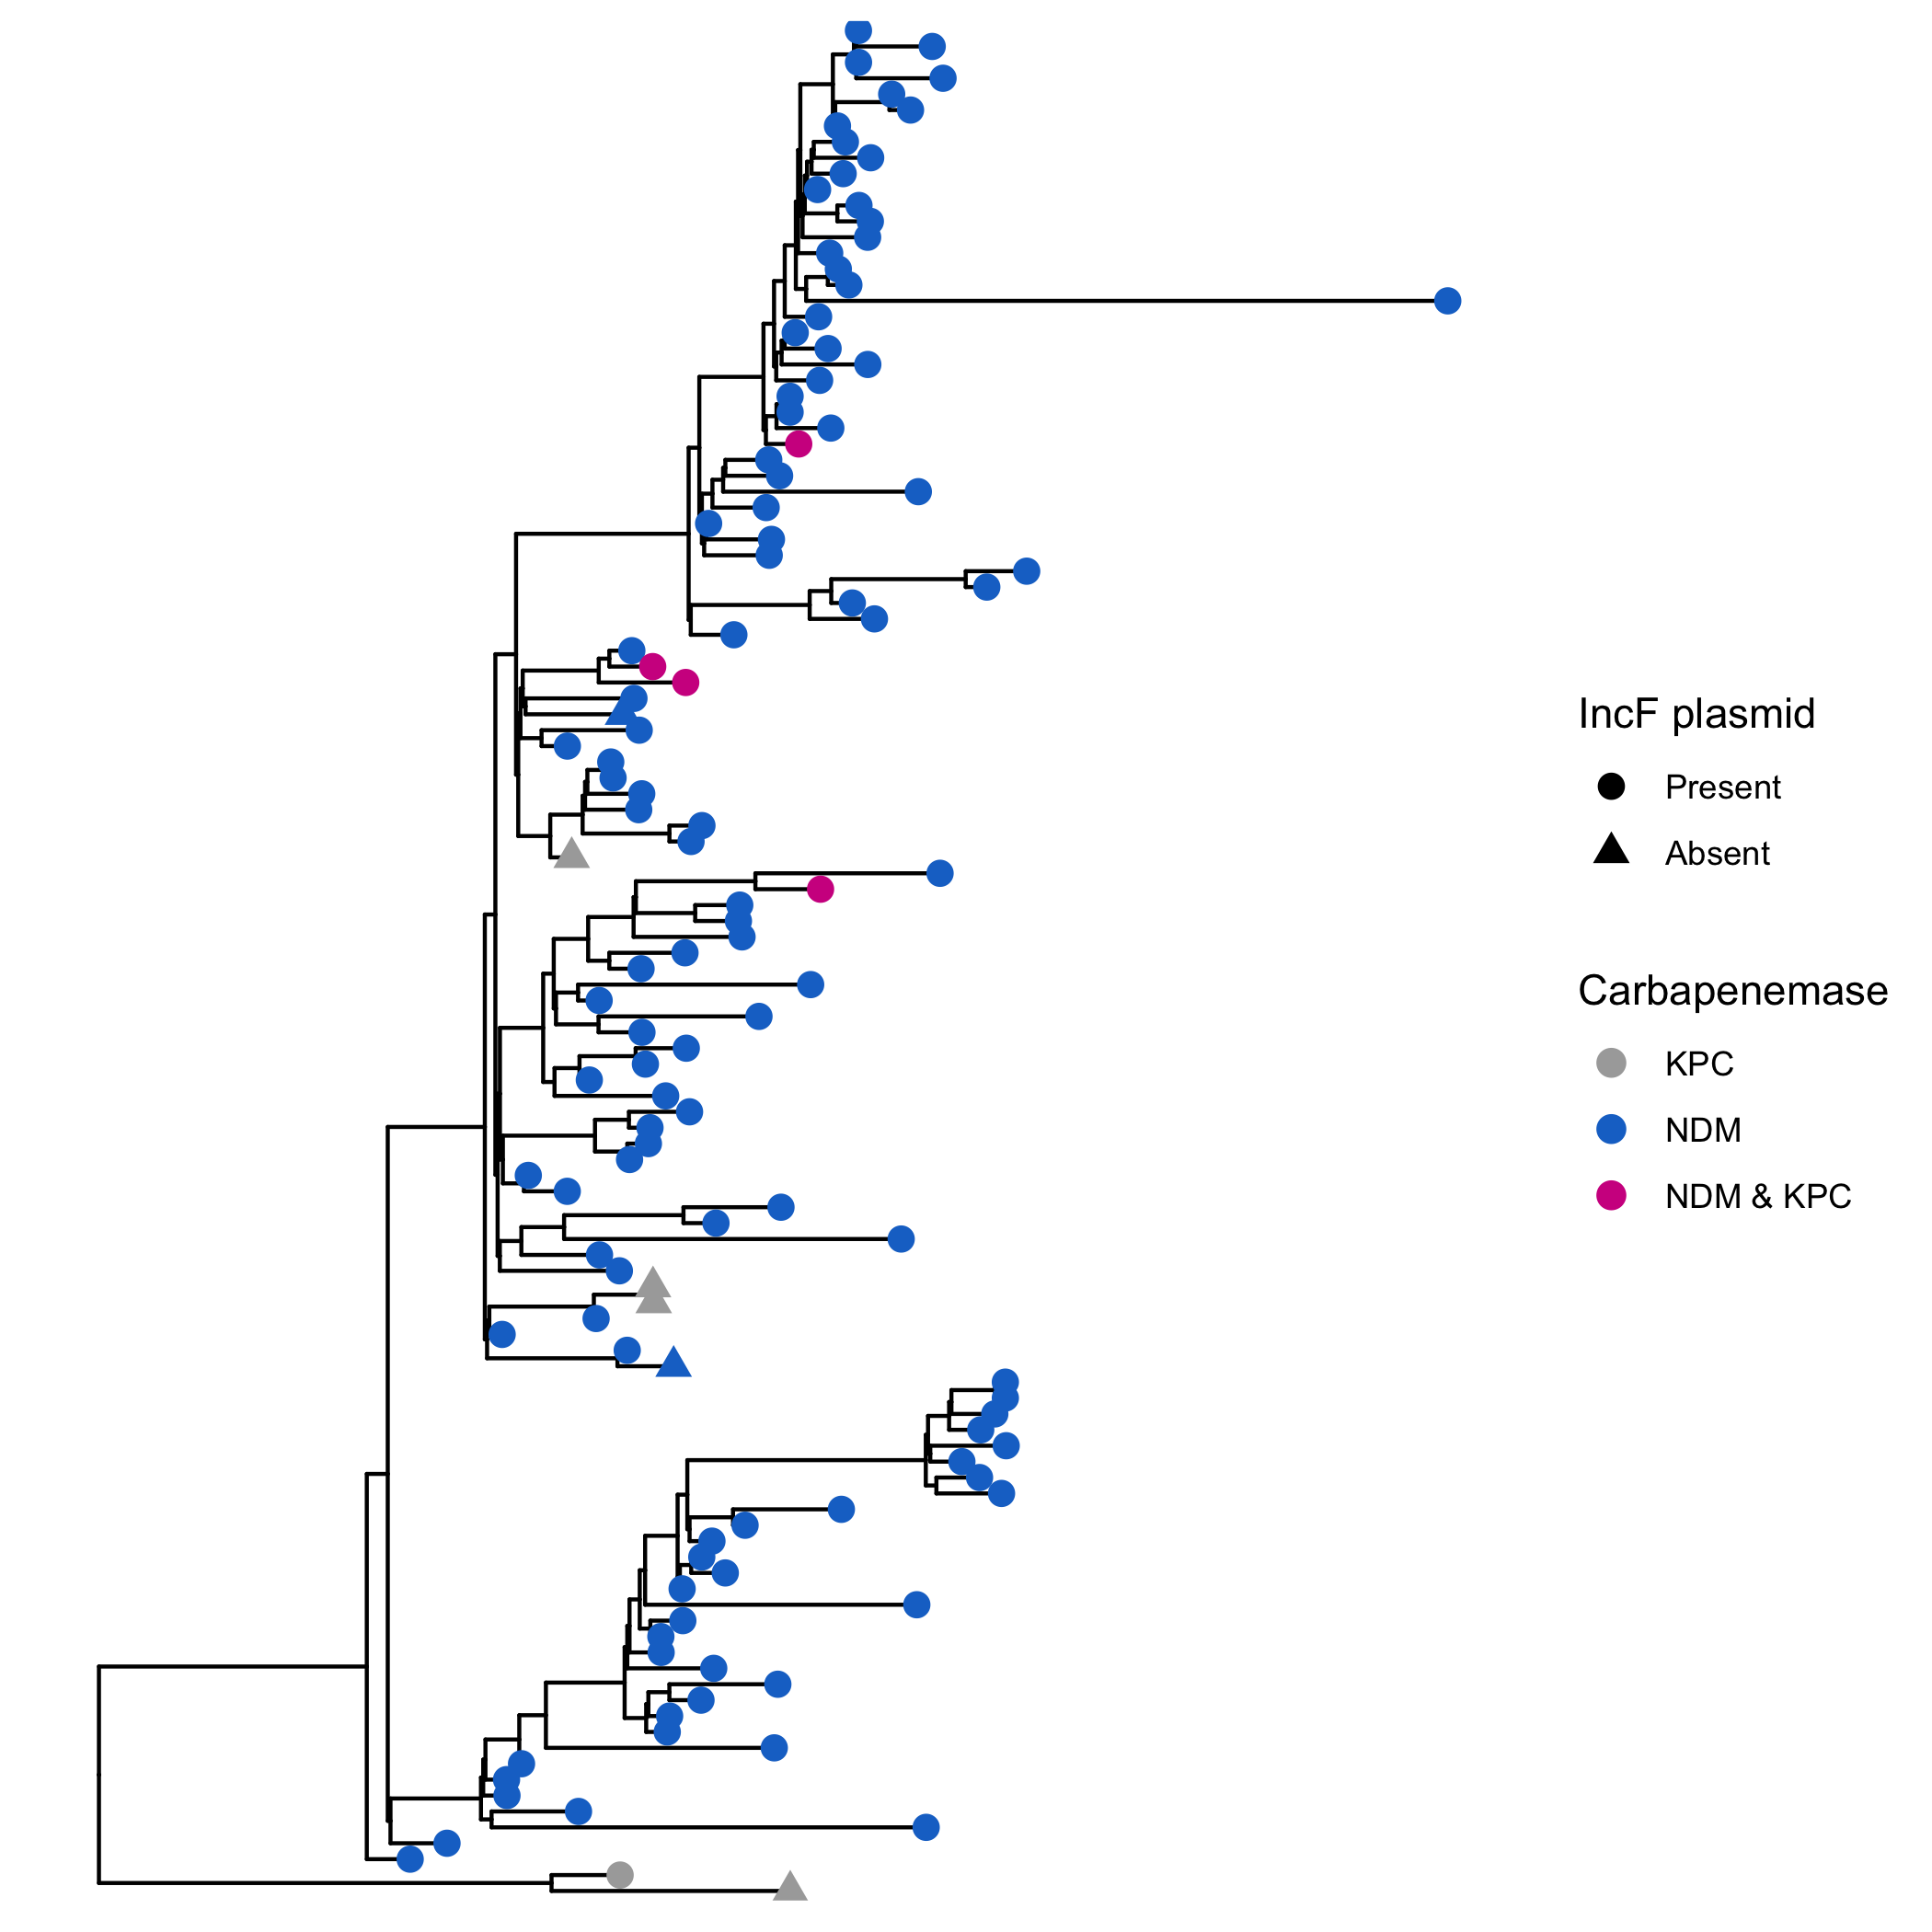 IncF plasmid
Present
Absent
Carbapenemase
KPC
NDM
NDM & KPC